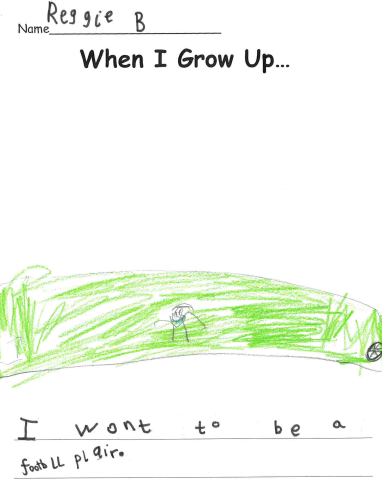 Name Reggie B
When I Grow Up...
I wont to be a
footbll plair.